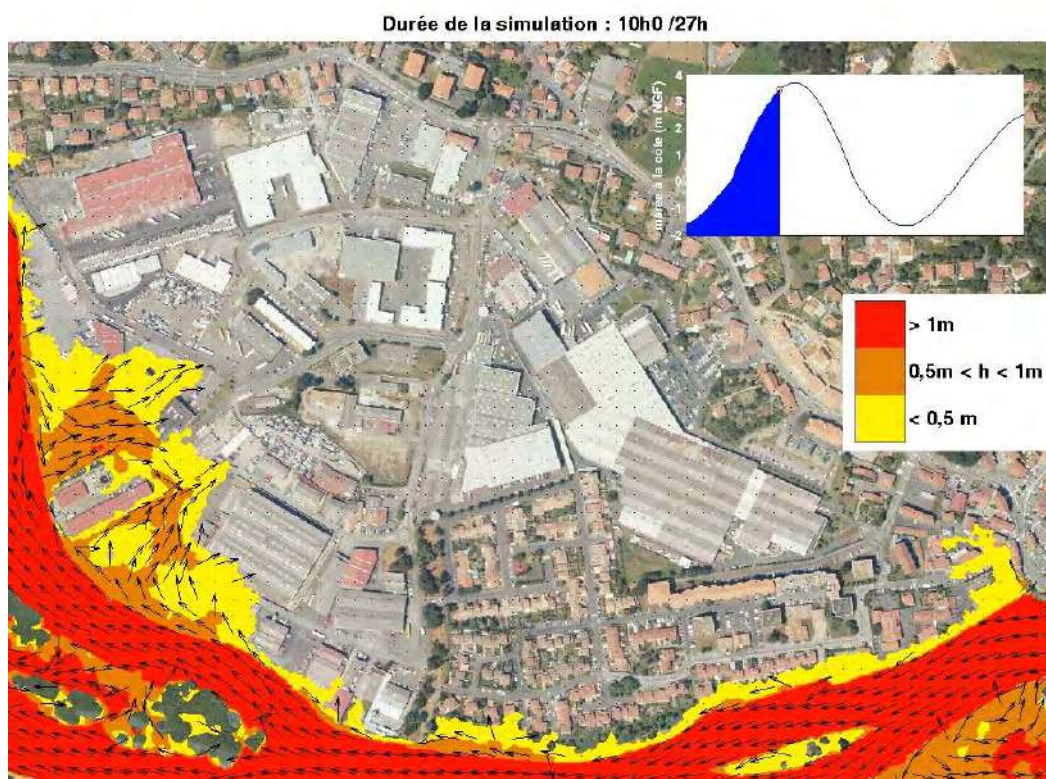 Durée de la simulation : 10h0 /27h
4
3
2
1
0
-1
-2
marée à la côte (m NGF)
> 1m
0,5m < h < 1m
< 0,5 m